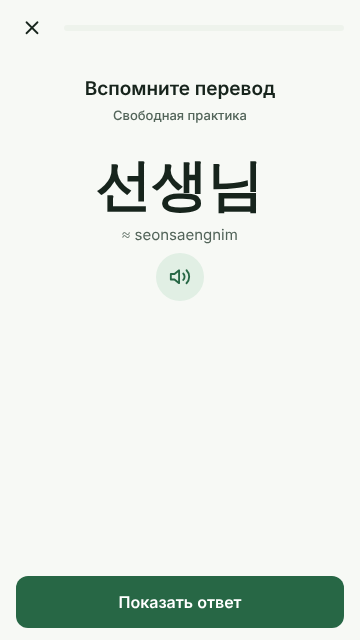 Вспомните перевод
Свободная практика
선생님
≈ seonsaengnim
Показать ответ